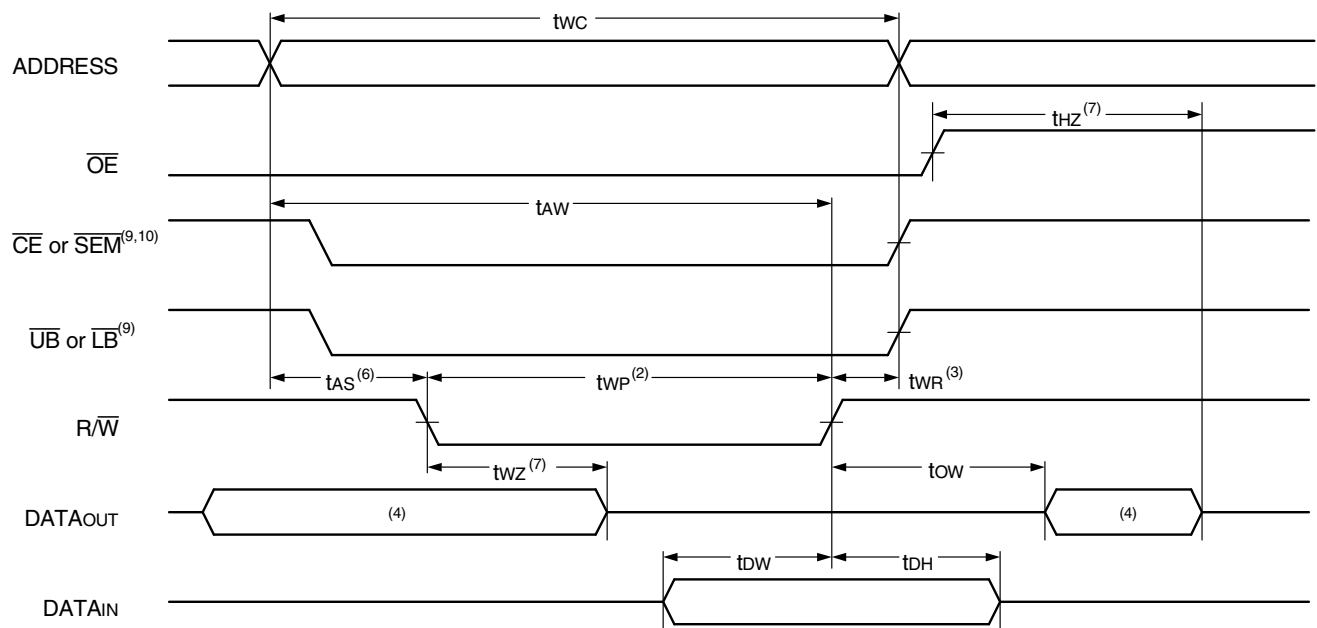 tWC
ADDRESS
tHZ(7)
OE
tAW
CE or SEM(9,10)
UB or LB(9)
tAS(6) tWP(2) tWR(3)
R/W
tWZ(7) tOW
DATAOUT (4) (4)
tDW tDH
DATAIN